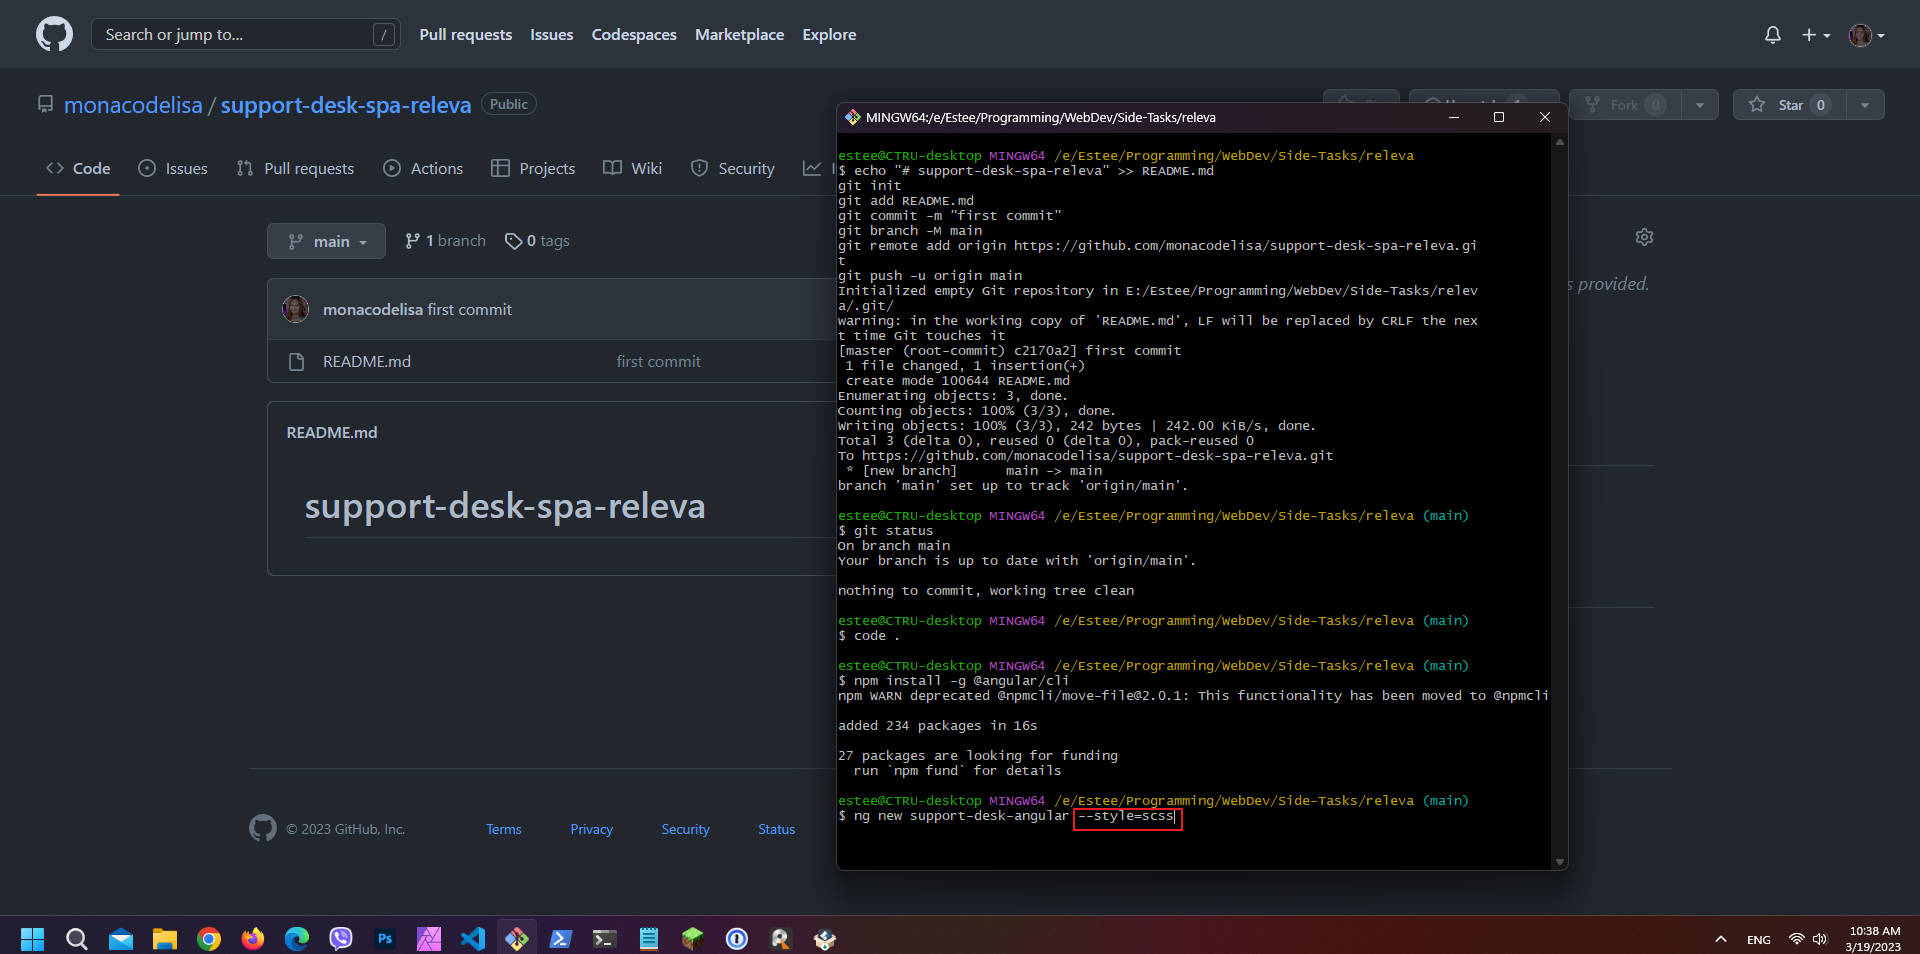 Search or jump to...
/
Pull requests
Issues
Codespaces
Marketplace
Explore
monacodelisa / support-desk-spa-releva
Public
Fork 0
Star 0
Code
Issues
Pull requests
Actions
Projects
Wiki
Security
main
1 branch
0 tags
s provided.
monacodelisa first commit
README.md
first commit
README.md
support-desk-spa-releva
© 2023 GitHub, Inc.
Terms
Privacy
Security
Status
MINGW64:/e/Estee/Programming/WebDev/Side-Tasks/releva
estee@CTRU-desktop MINGW64 /e/Estee/Programming/WebDev/Side-Tasks/releva
$ echo "# support-desk-spa-releva" >> README.md
git init
git add README.md
git commit -m "first commit"
git branch -M main
git remote add origin https://github.com/monacodelisa/support-desk-spa-releva.gi
t
git push -u origin main
Initialized empty Git repository in E:/Estee/Programming/WebDev/Side-Tasks/relev
a/.git/
warning: in the working copy of 'README.md', LF will be replaced by CRLF the nex
t time Git touches it
[master (root-commit) c2170a2] first commit
 1 file changed, 1 insertion(+)
 create mode 100644 README.md
Enumerating objects: 3, done.
Counting objects: 100% (3/3), done.
Writing objects: 100% (3/3), 242 bytes | 242.00 KiB/s, done.
Total 3 (delta 0), reused 0 (delta 0), pack-reused 0
To https://github.com/monacodelisa/support-desk-spa-releva.git
 * [new branch]      main -> main
branch 'main' set up to track 'origin/main'.
estee@CTRU-desktop MINGW64 /e/Estee/Programming/WebDev/Side-Tasks/releva (main)
$ git status
On branch main
Your branch is up to date with 'origin/main'.
nothing to commit, working tree clean
estee@CTRU-desktop MINGW64 /e/Estee/Programming/WebDev/Side-Tasks/releva (main)
$ code .
estee@CTRU-desktop MINGW64 /e/Estee/Programming/WebDev/Side-Tasks/releva (main)
$ npm install -g @angular/cli
npm WARN deprecated @npmcli/move-file@2.0.1: This functionality has been moved to @npmcli
added 234 packages in 16s
27 packages are looking for funding
  run `npm fund` for details
estee@CTRU-desktop MINGW64 /e/Estee/Programming/WebDev/Side-Tasks/releva (main)
$ ng new support-desk-angular --style=scss
Ps
ENG
10:38 AM
3/19/2023